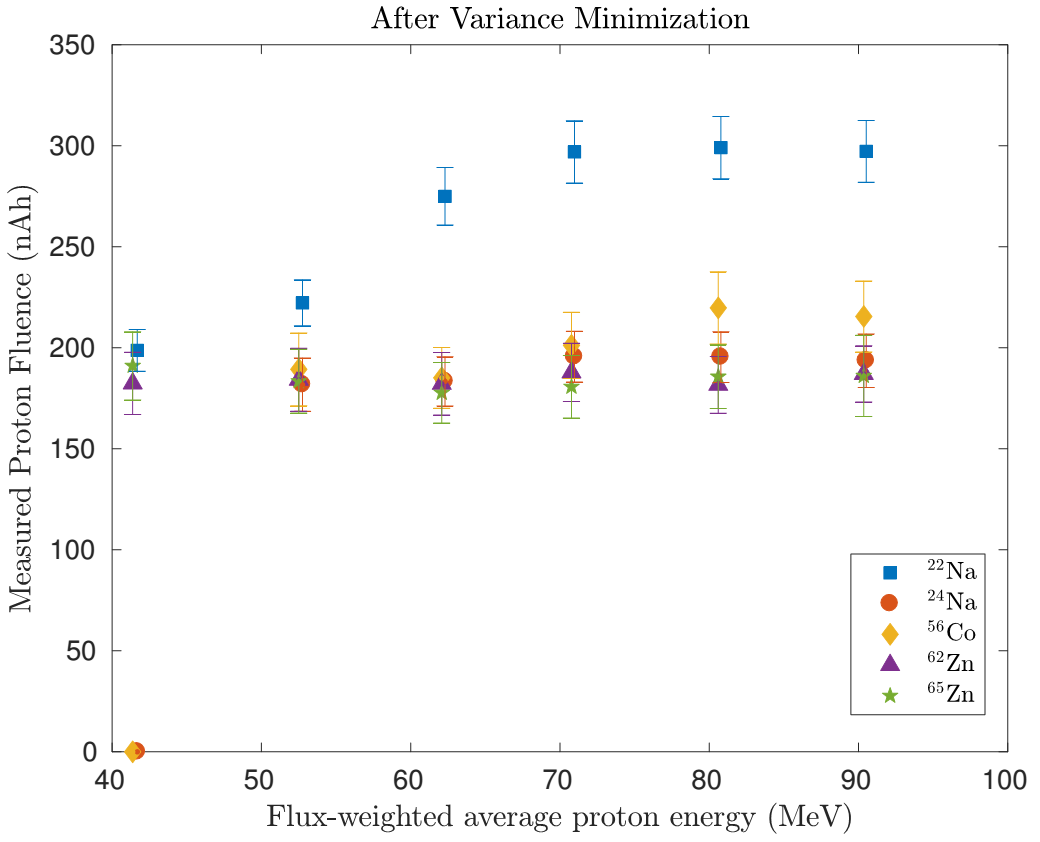 After Variance Minimization
Measured Proton Fluence (nAh)
350
300
250
200
150
100
50
0
40
50
60
70
80
90
100
Flux-weighted average proton energy (MeV)
²²Na
²⁴Na
⁵⁶Co
⁶²Zn
⁶⁵Zn